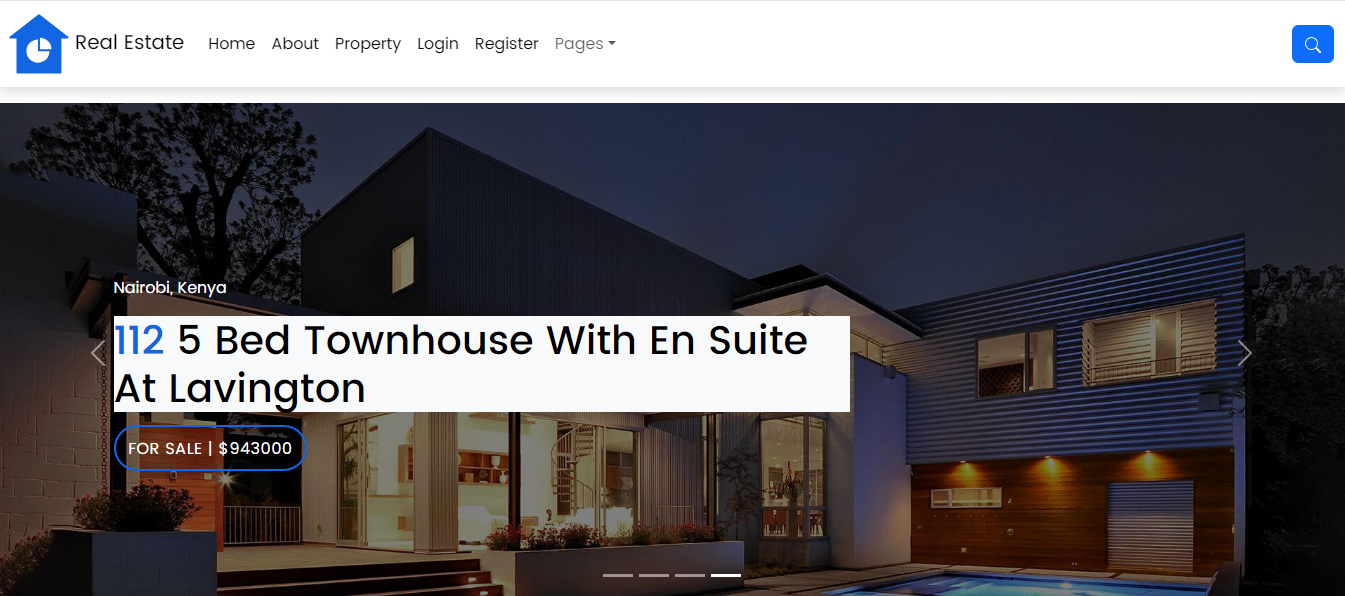 Real Estate Home About Property Login Register Pages
Nairobi, Kenya
112 5 Bed Townhouse With En Suite
At Lavington
FOR SALE | $943000